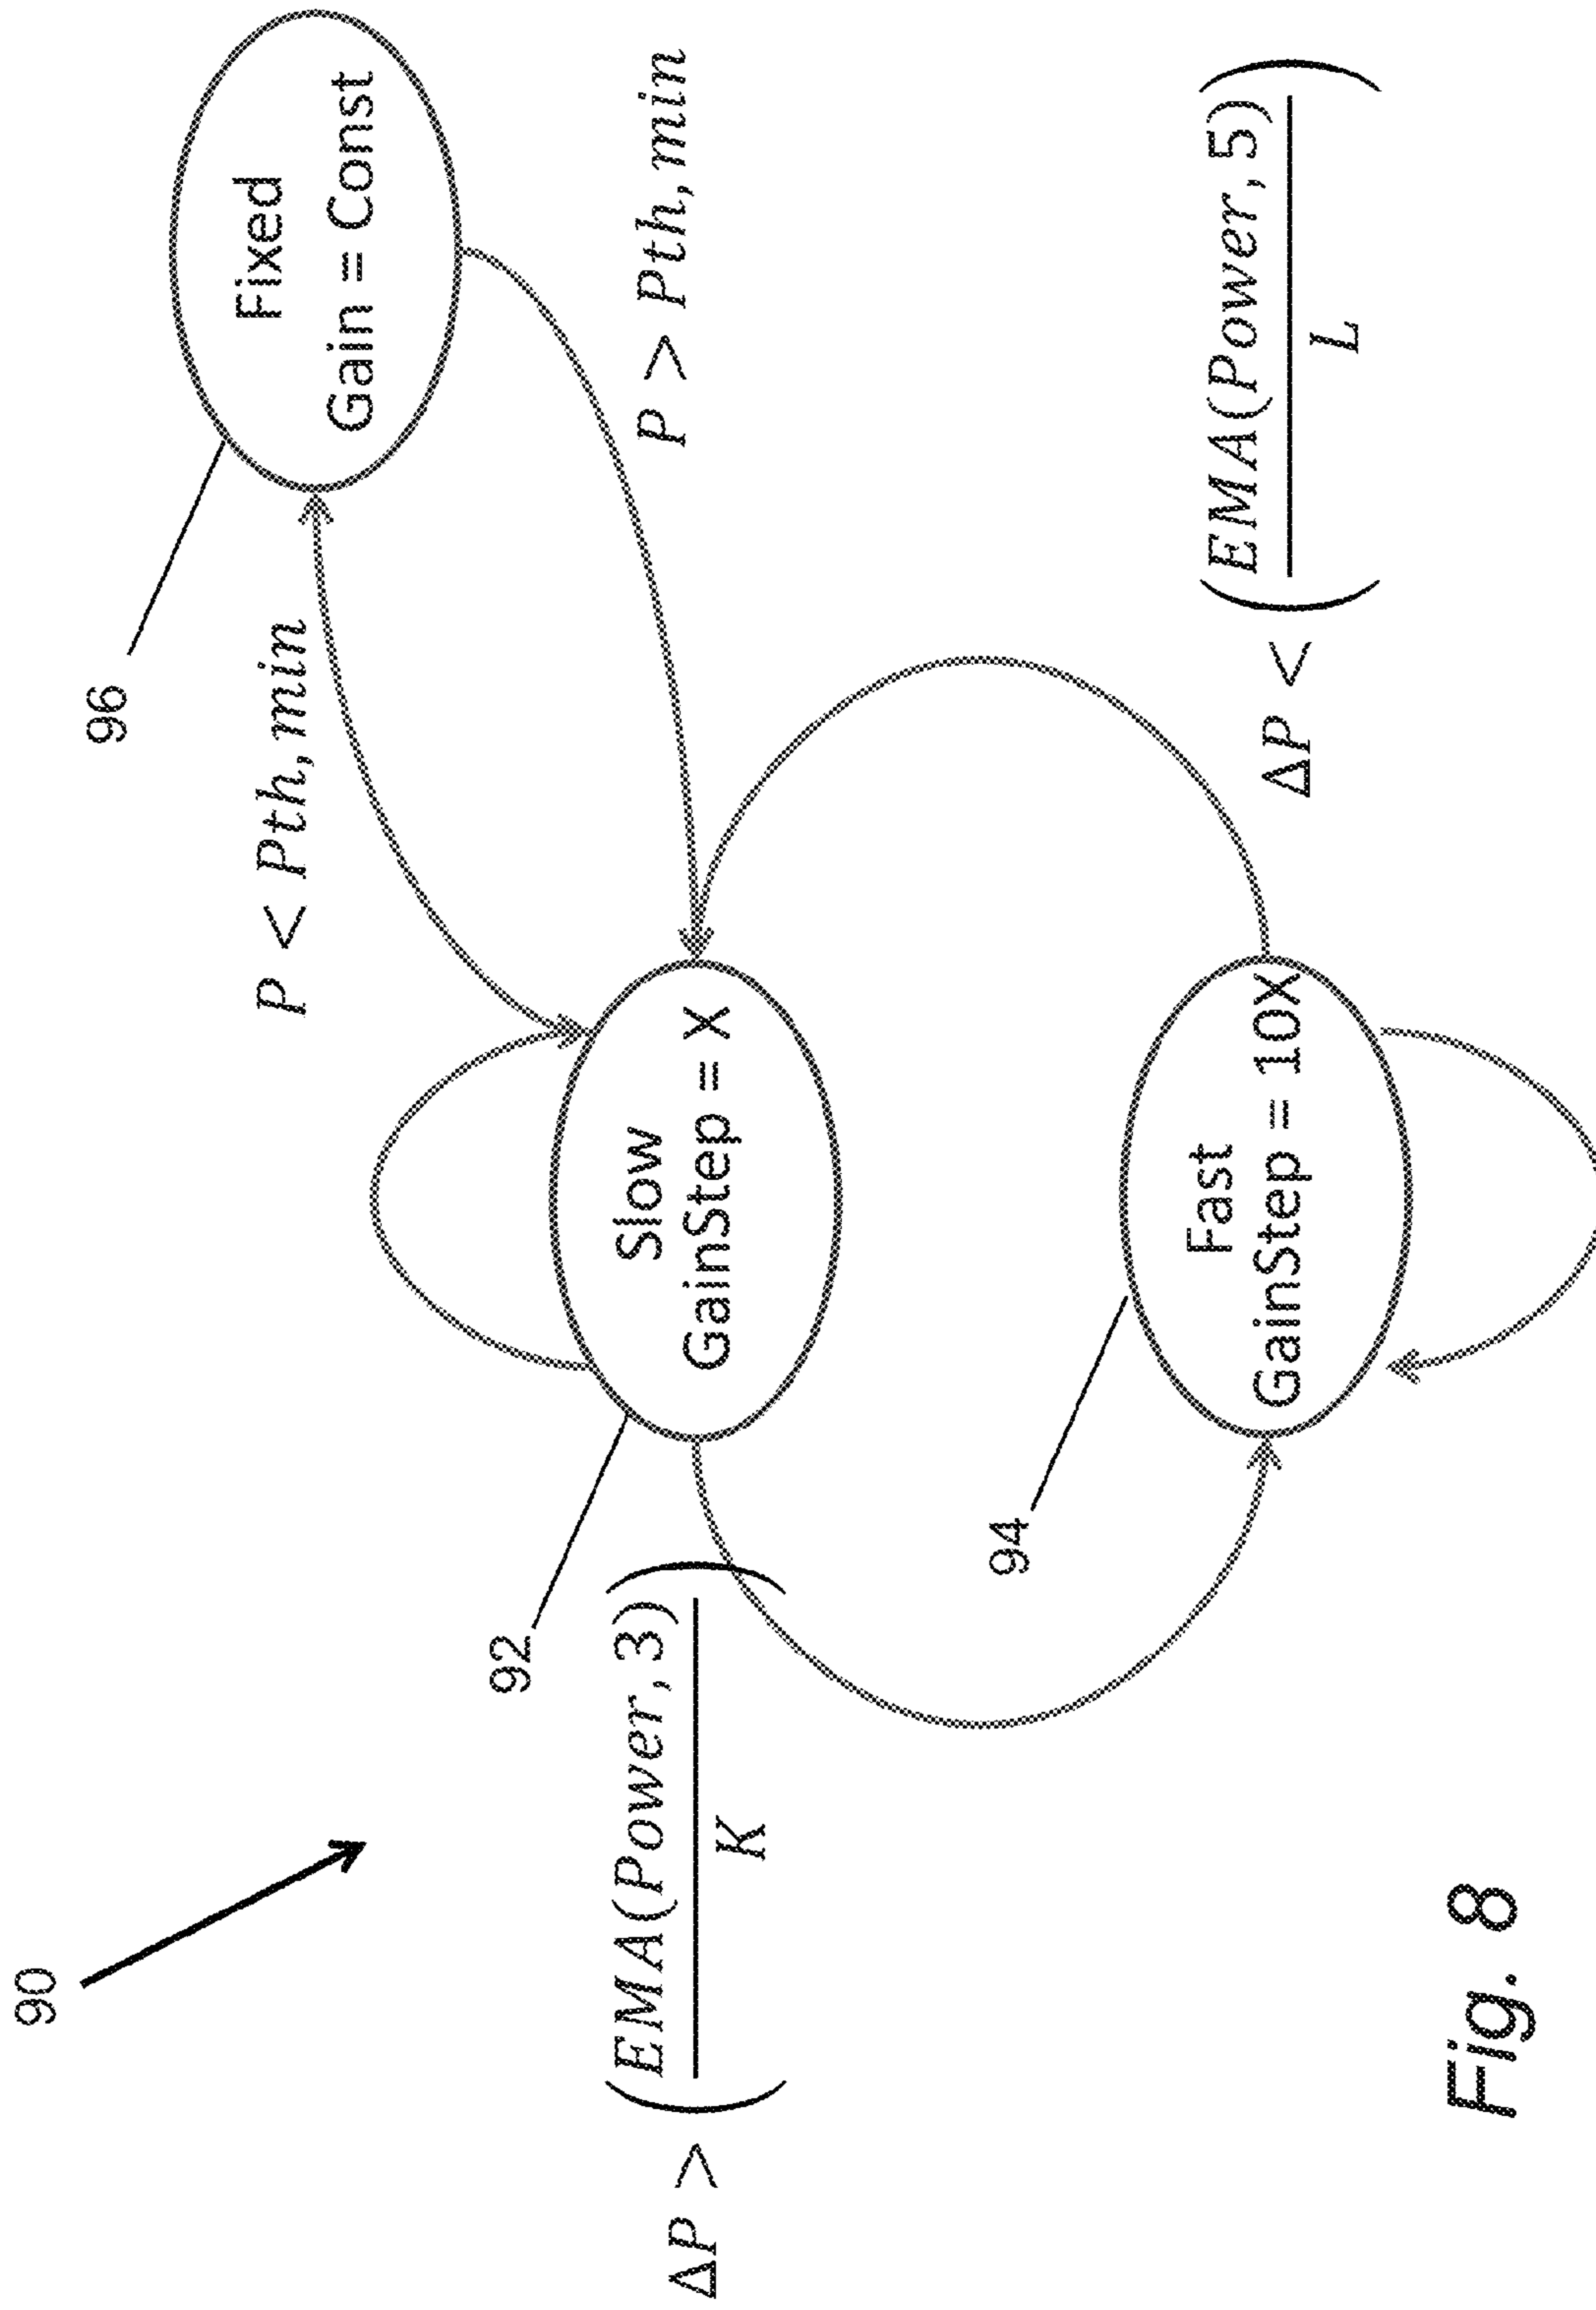 90
96
Fixed
Gain = Const
P < Pth,min
P > Pth,min
92
Slow
GainStep = X
ΔP > (EMA(Power, 3)
K)
94
Fast
GainStep = 10X
ΔP < (EMA(Power, 5)
L)
Fig. 8